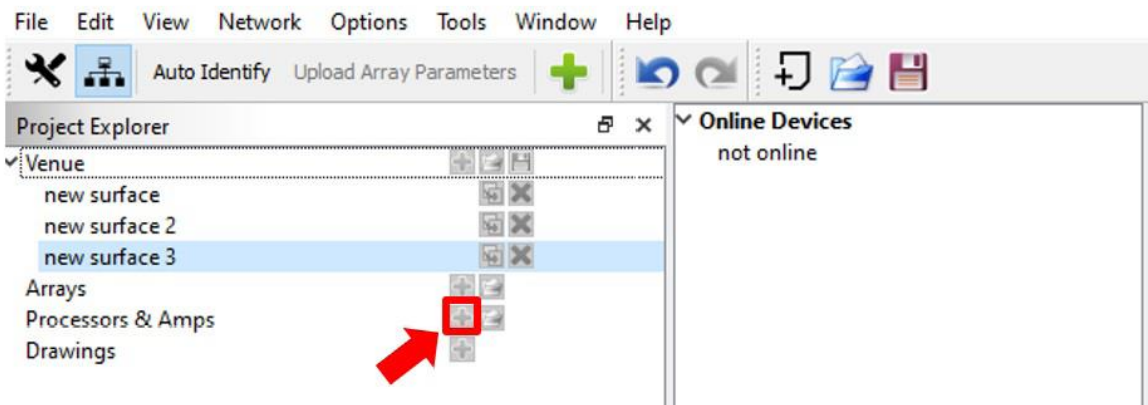 File Edit View Network Options Tools Window Help
Auto Identify Upload Array Parameters
Project Explorer
Venue
new surface
new surface 2
new surface 3
Arrays
Processors & Amps
Drawings
Online Devices
not online